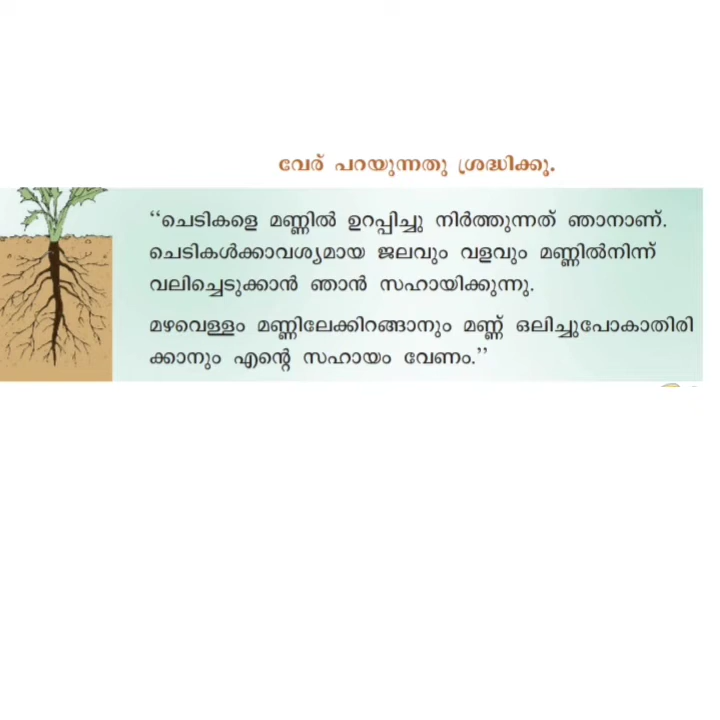 വേര് പറയുന്നതു ശ്രദ്ധിക്കൂ.
‘‘ചെടികളെ മണ്ണിൽ ഉറപ്പിച്ചു നിർത്തുന്നത് ഞാനാണ്.
ചെടികൾക്കാവശ്യമായ ജലവും വളവും മണ്ണിൽനിന്ന്
വലിച്ചെടുക്കാൻ ഞാൻ സഹായിക്കുന്നു.
മഴവെള്ളം മണ്ണിലേക്കിറങ്ങാനും മണ്ണ് ഒലിച്ചുപോകാതിരി
ക്കാനും എന്റെ സഹായം വേണം.’’